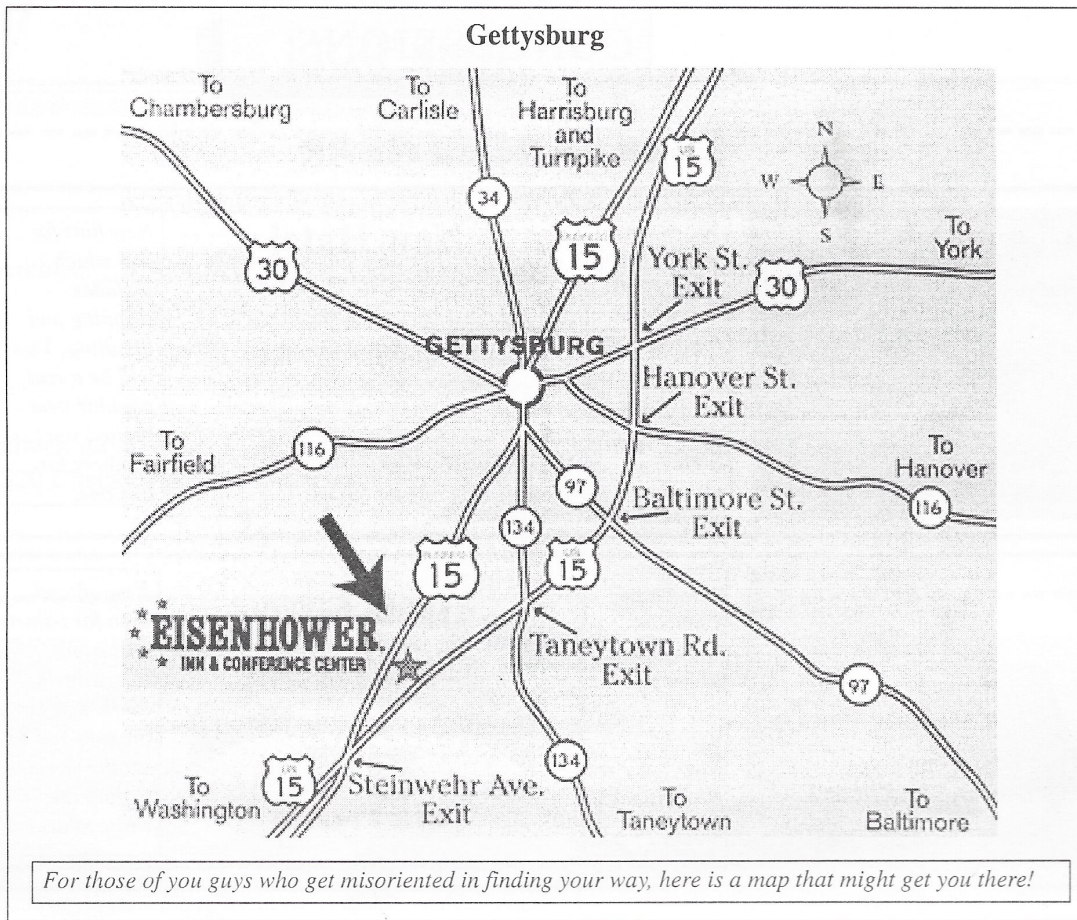 Gettysburg
To
Chambersburg
To
Carlisle
To
Harrisburg
and
Turnpike
US
15
N
W
E
S
34
15
30
York St.
Exit
30
To
York
GETTYSBURG
Hanover St.
Exit
To
Fairfield
116
97
To
Hanover
116
Baltimore St.
Exit
134
15
US
15
EISENHOWER.
INN & CONFERENCE CENTER
Taneytown Rd.
Exit
97
134
US
15
To
Washington
Steinwehr Ave.
Exit
To
Taneytown
To
Baltimore
For those of you guys who get misoriented in finding your way, here is a map that might get you there!